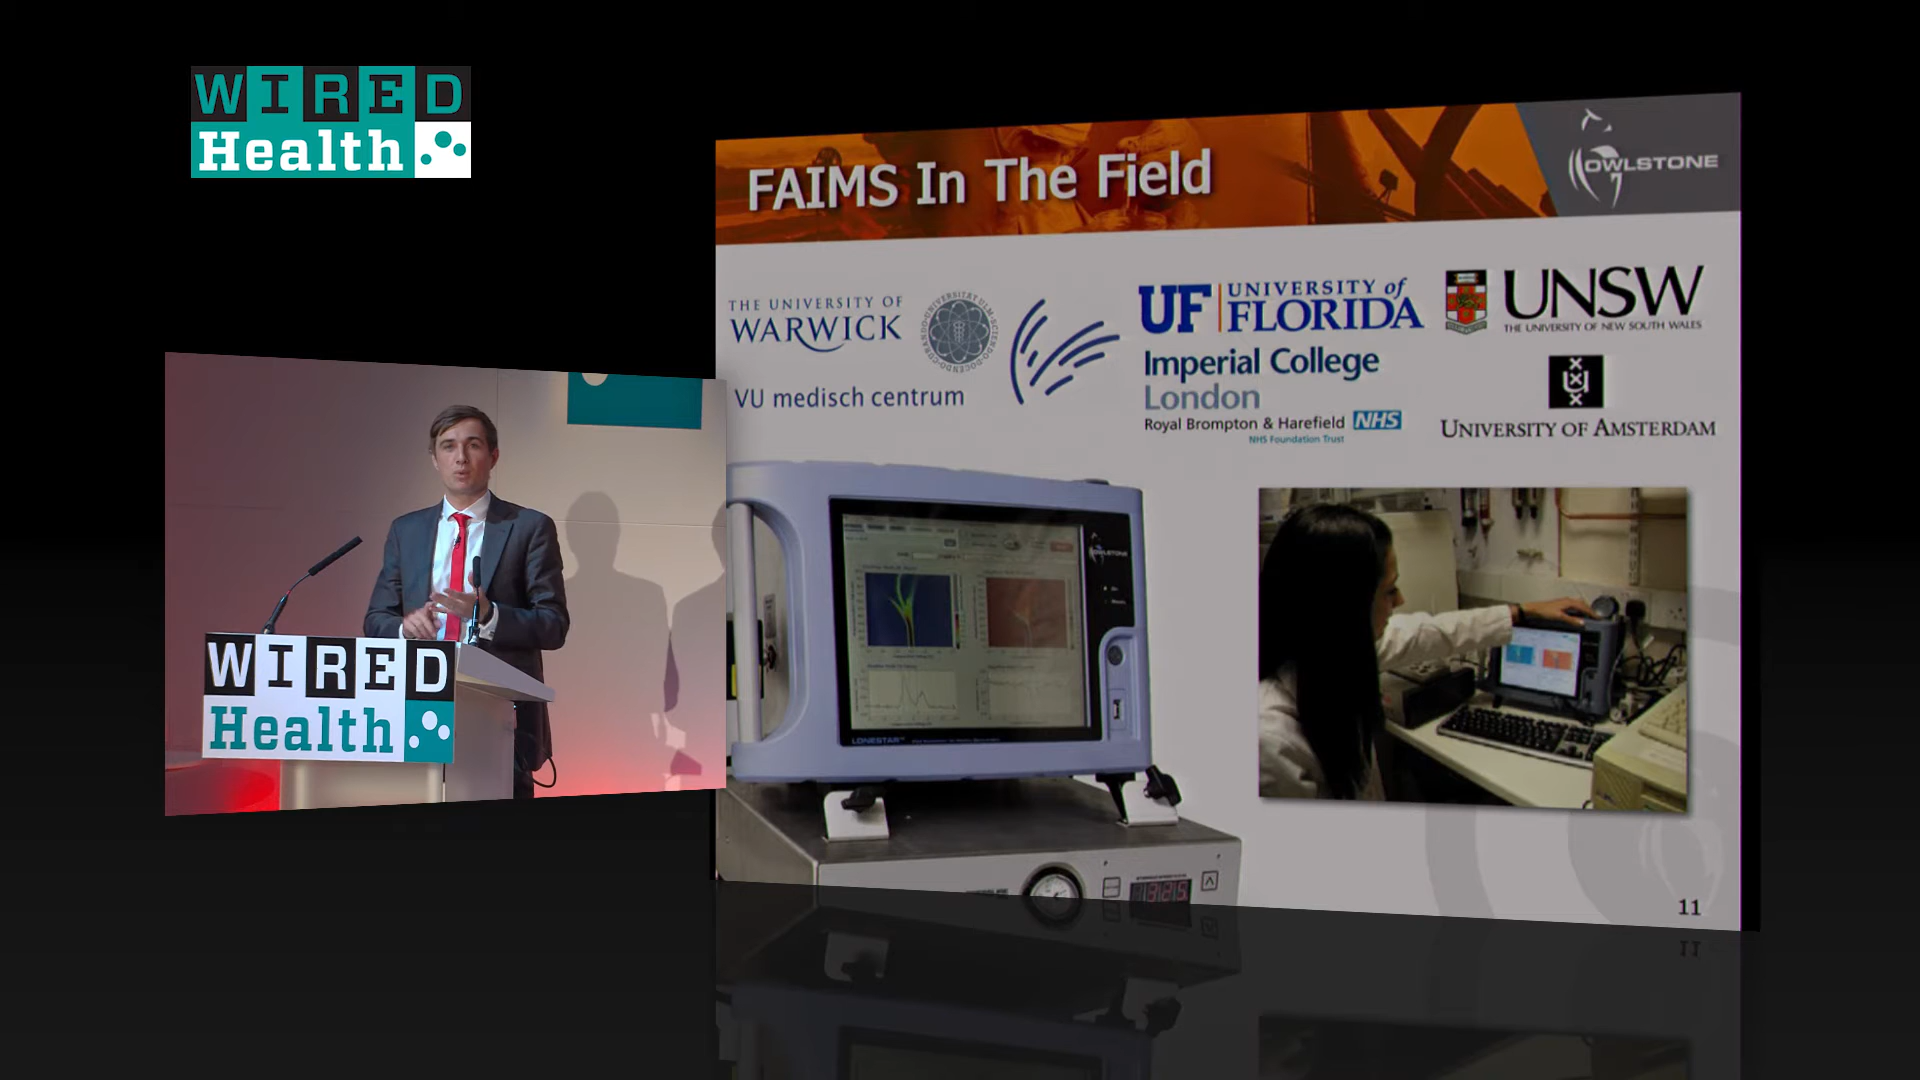 WIRED
Health
FAIMS In The Field
OWLSTONE
THE UNIVERSITY OF
WARWICK
VU medisch centrum
UF UNIVERSITY of
FLORIDA
Imperial College
London
Royal Brompton & Harefield NHS
NHS Foundation Trust
UNSW
THE UNIVERSITY OF NEW SOUTH WALES
UNIVERSITY OF AMSTERDAM
OWLSTONE
LONESTAR
WIRED
Health
11